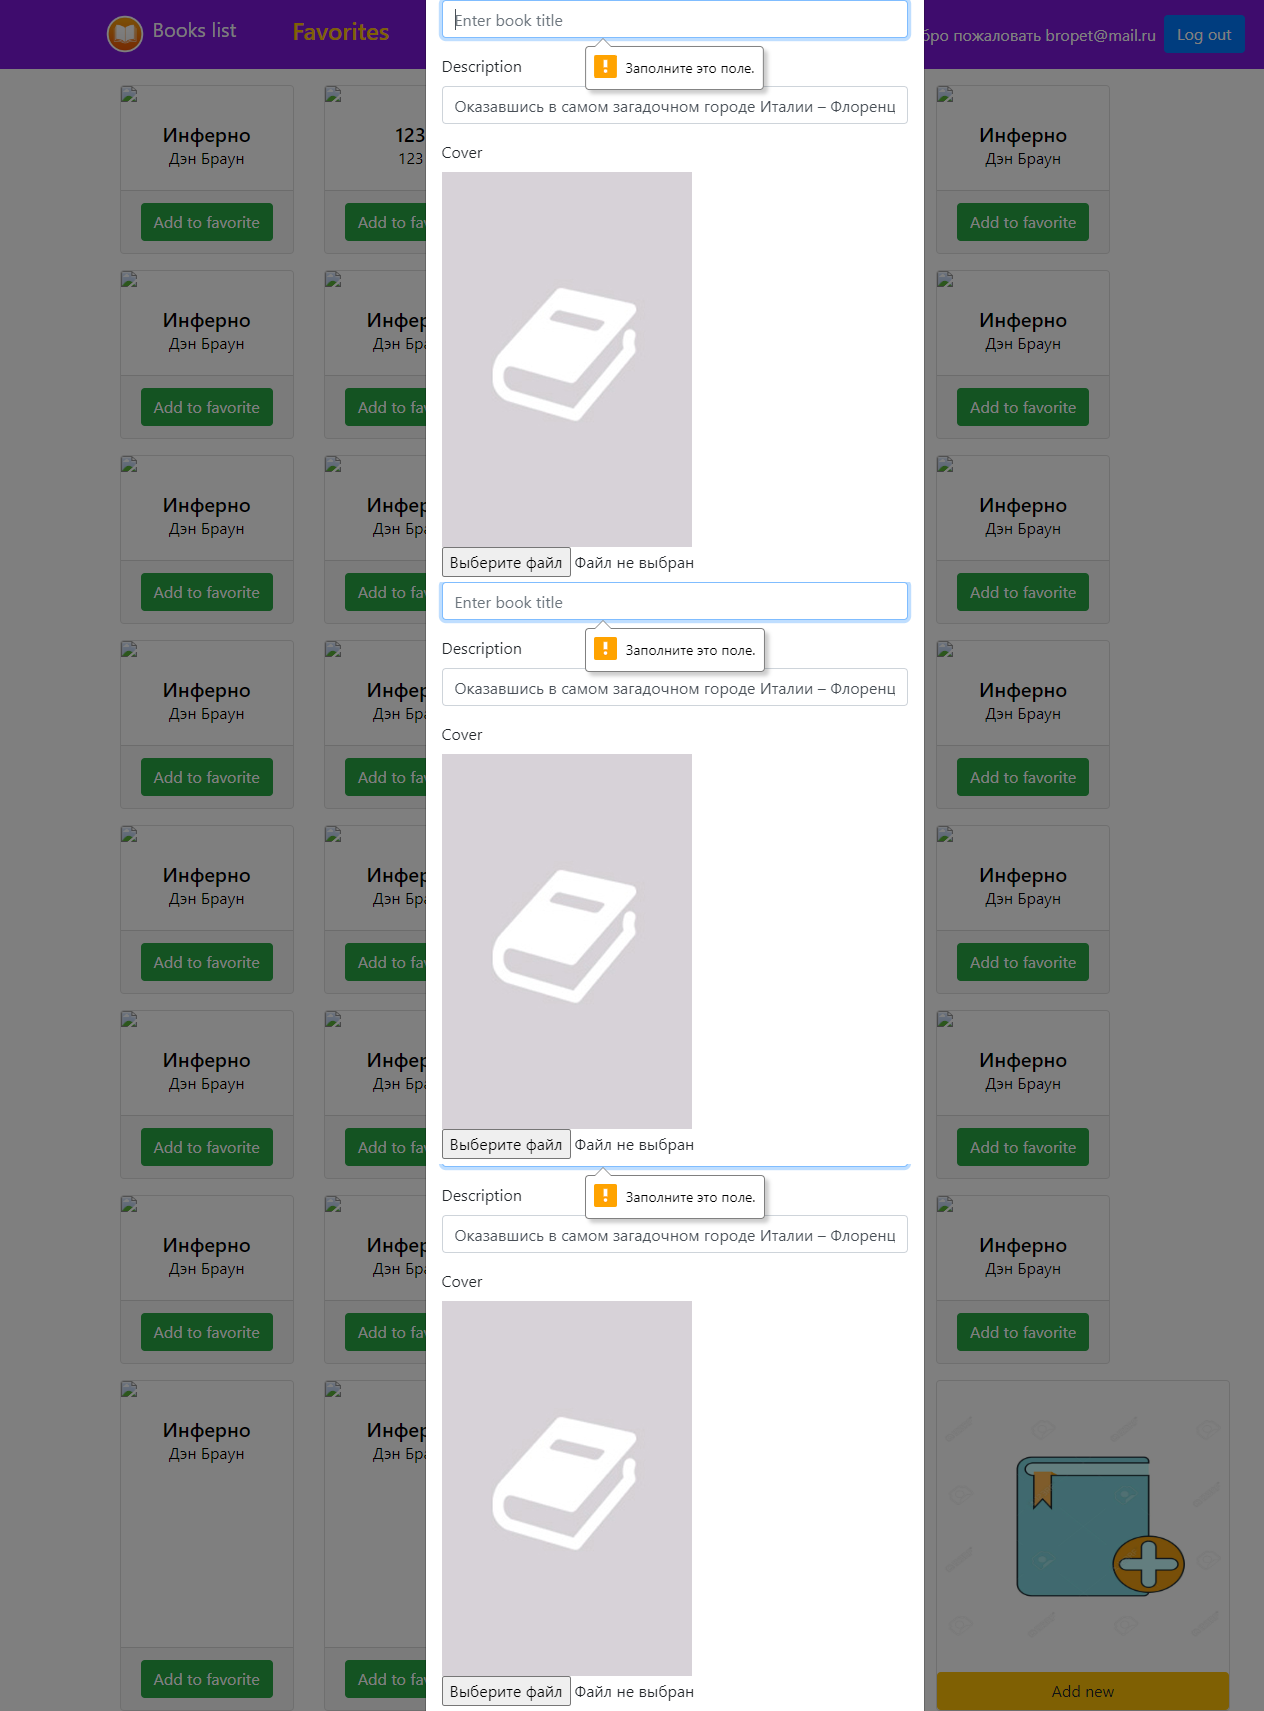 Books list
Favorites
бро пожаловать bropet@mail.ru
Log out
Enter book title
Заполните это поле.
Description
Оказавшись в самом загадочном городе Италии – Флоренц
Cover
Выберите файл Файл не выбран
Enter book title
Заполните это поле.
Description
Оказавшись в самом загадочном городе Италии – Флоренц
Cover
Выберите файл Файл не выбран
Заполните это поле.
Description
Оказавшись в самом загадочном городе Италии – Флоренц
Cover
Выберите файл Файл не выбран
Инферно
Дэн Браун
Add to favorite
123
123
Add to fa
Инферно
Дэн Браун
Add to favorite
Инферно
Дэн Браун
Add to favorite
Инфер
Дэн Бра
Add to fa
Инферно
Дэн Браун
Add to favorite
Инферно
Дэн Браун
Add to favorite
Инфер
Дэн Бра
Add to fa
Инферно
Дэн Браун
Add to favorite
Инферно
Дэн Браун
Add to favorite
Инфер
Дэн Бра
Add to fa
Инферно
Дэн Браун
Add to favorite
Инферно
Дэн Браун
Add to favorite
Инфер
Дэн Бра
Add to fa
Инферно
Дэн Браун
Add to favorite
Инферно
Дэн Браун
Add to favorite
Инфер
Дэн Бра
Add to fa
Инферно
Дэн Браун
Add to favorite
Инферно
Дэн Браун
Add to favorite
Инфер
Дэн Бра
Add to fa
Инферно
Дэн Браун
Add to favorite
Инферно
Дэн Браун
Add to favorite
Инфер
Дэн Бра
Add to fa
Add new